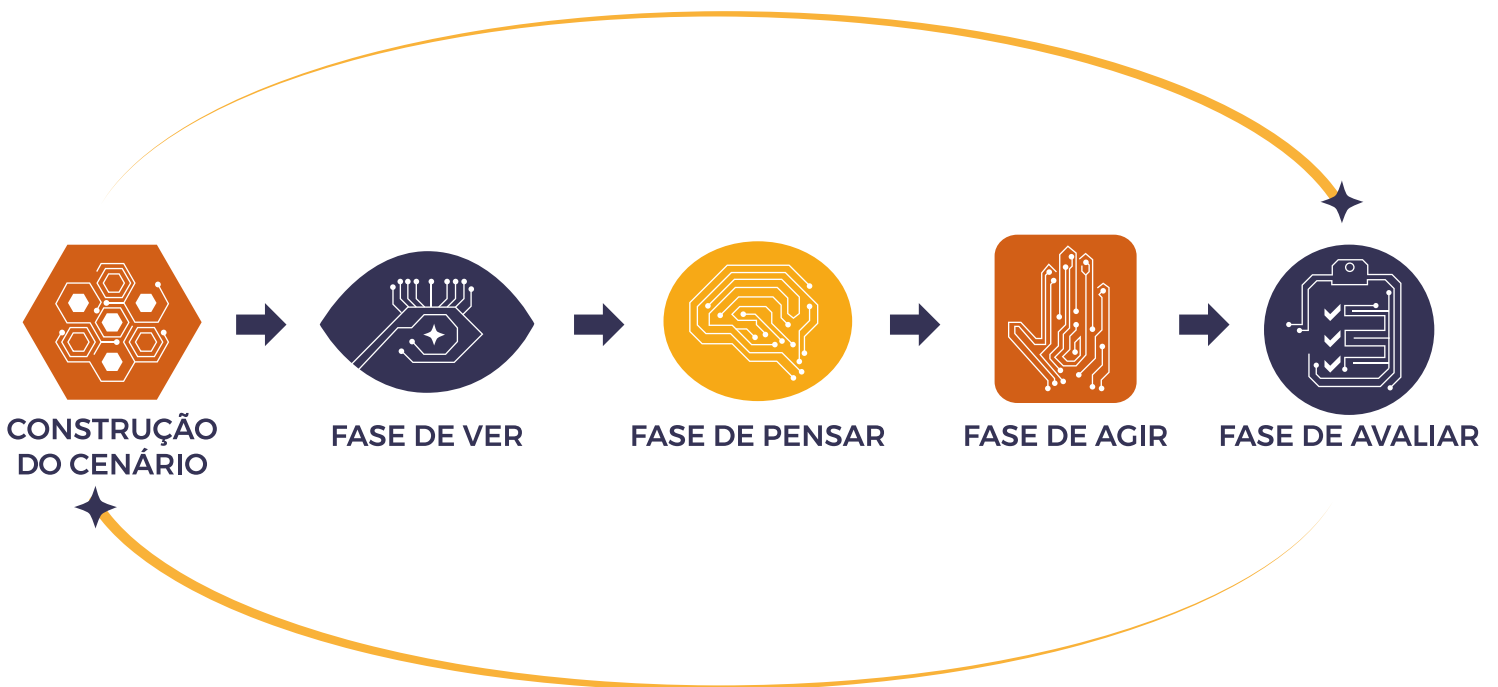 CONSTRUÇÃO
DO CENÁRIO
FASE DE VER
FASE DE PENSAR
FASE DE AGIR
FASE DE AVALIAR